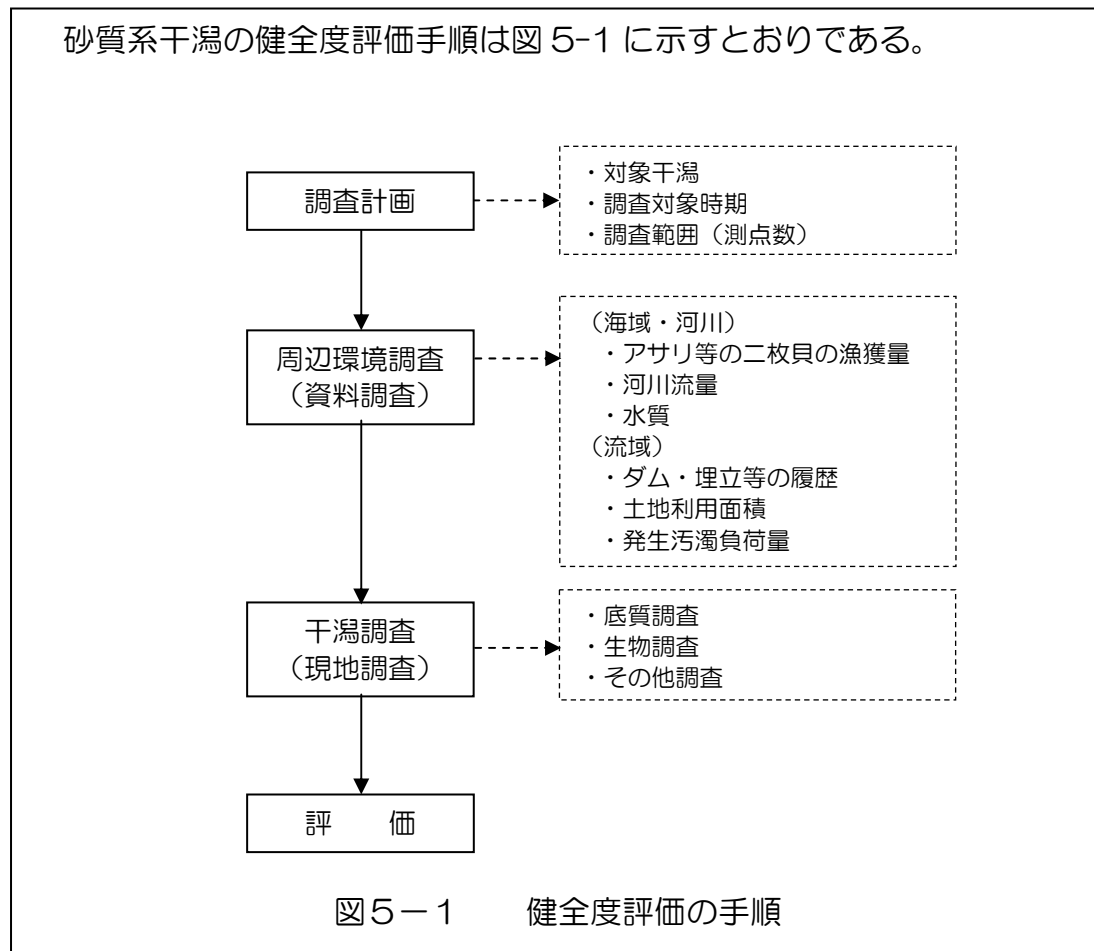 砂質系干潟の健全度評価手順は図 5-1 に示すとおりである。
調査計画
・対象干潟
・調査対象時期
・調査範囲（測点数）
周辺環境調査
（資料調査）
（海域・河川）
・アサリ等の二枚貝の漁獲量
・河川流量
・水質
（流域）
・ダム・埋立等の履歴
・土地利用面積
・発生汚濁負荷量
干潟調査
（現地調査）
・底質調査
・生物調査
・その他調査
評　　価
図５－１　　健全度評価の手順